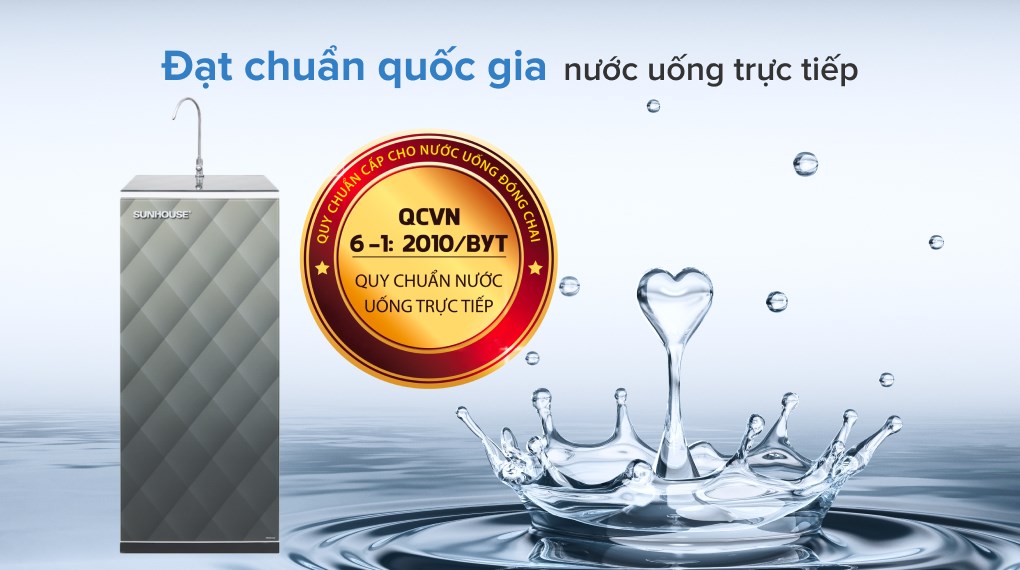 Đạt chuẩn quốc gia nước uống trực tiếp
SUNHOUSE
QUY CHUẨN CẤP CHO NƯỚC UỐNG ĐÓNG CHAI
QCVN
6-1: 2010/BYT
QUY CHUẨN NƯỚC
UỐNG TRỰC TIẾP